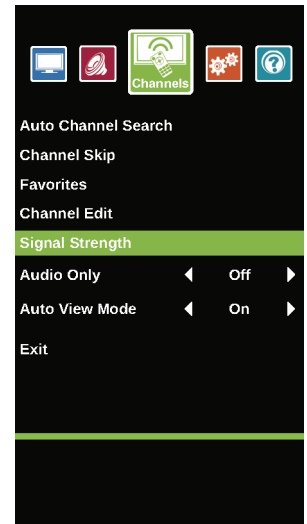 Channels
Auto Channel Search
Channel Skip
Favorites
Channel Edit
Signal Strength
Audio Only Off
Auto View Mode On
Exit